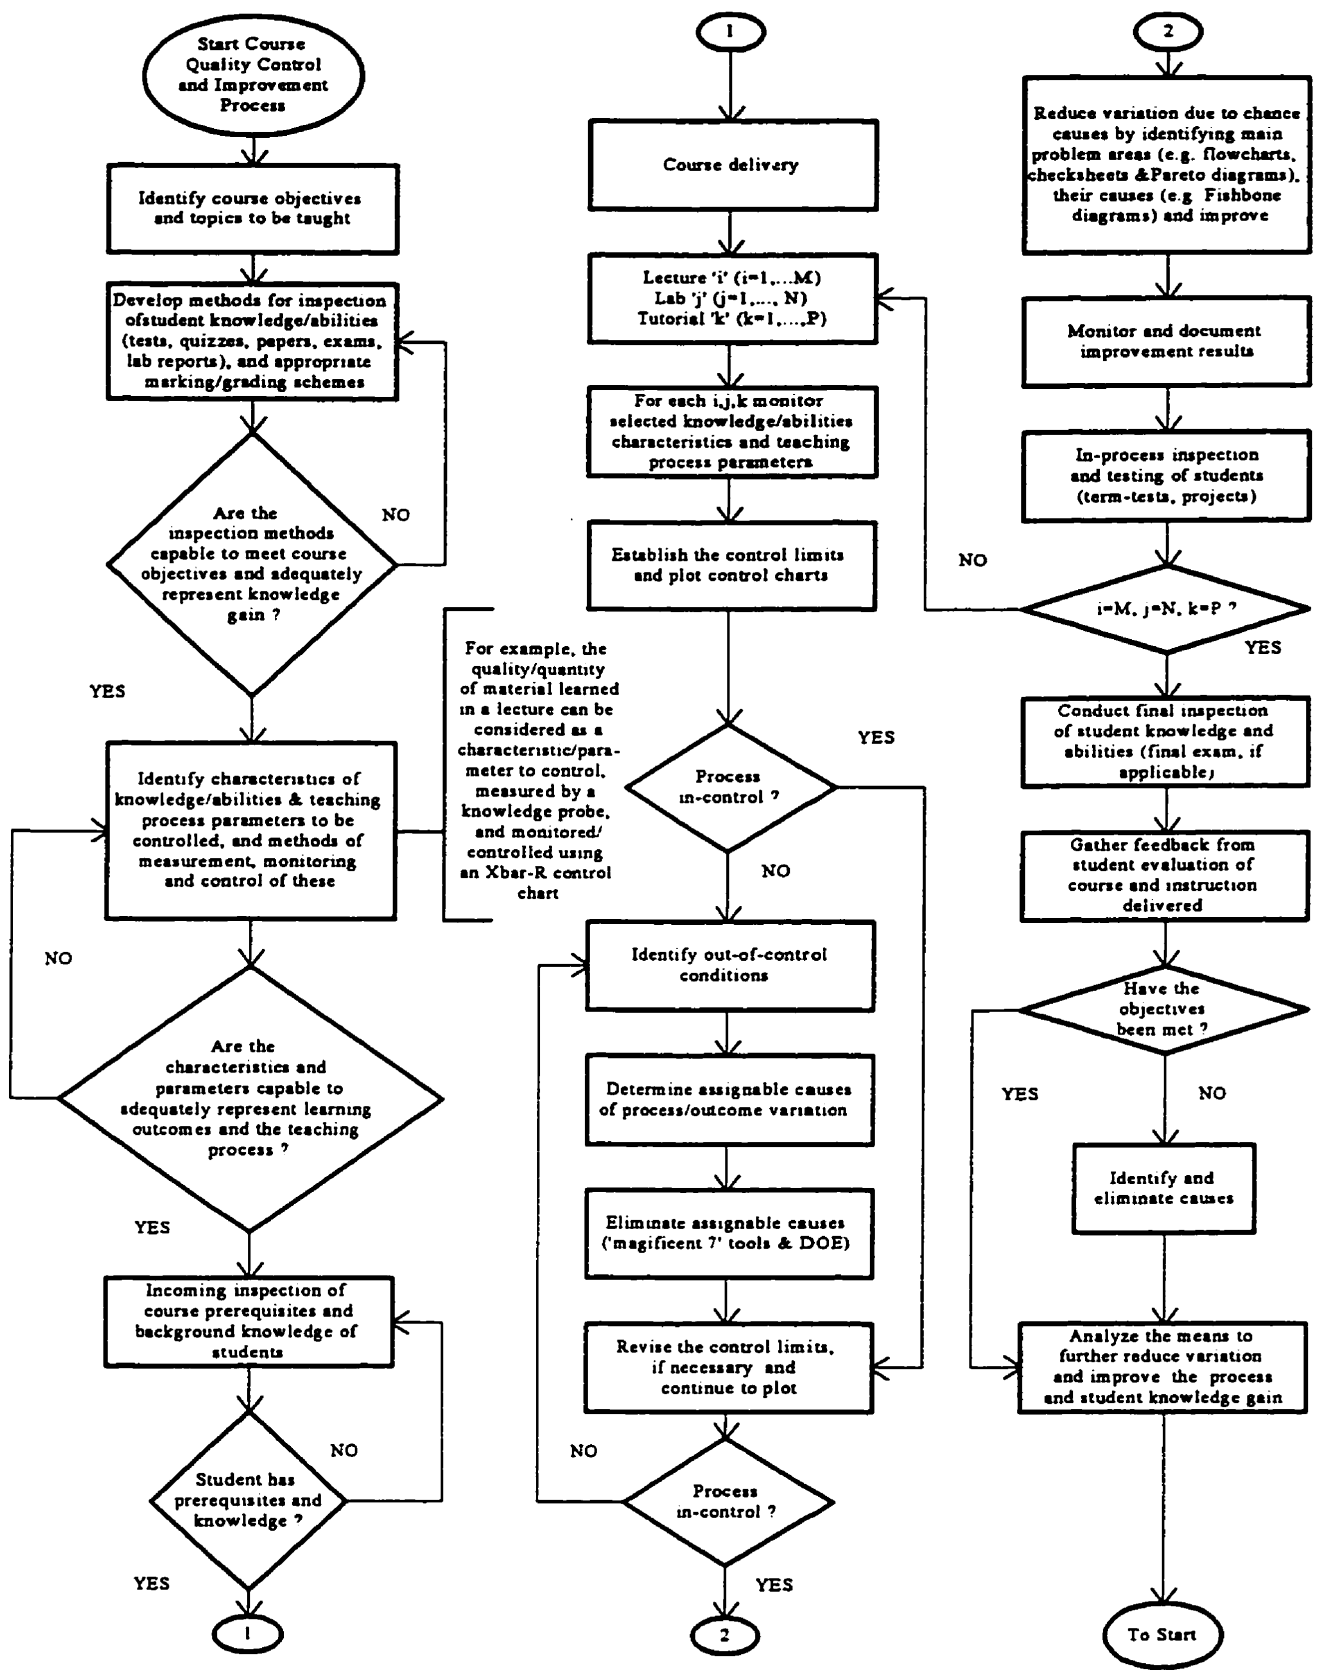 Start Course
Quality Control
and Improvement
Process
Identify course objectives
and topics to be taught
Develop methods for inspection
ofstudent knowledge/abilities
(tests, quizzes, papers, exams,
lab reports), and appropriate
marking/grading schemes
Are the
inspection methods
capable to meet course
objectives and adequately
represent knowledge
gain ?
NO
YES
Identify characteristics of
knowledge/abilities & teaching
process parameters to be
controlled, and methods of
measurement, monitoring
and control of these
For example, the
quality/quantity
of material learned
in a lecture can be
considered as a
characteristic/para-
meter to control,
measured by a
knowledge probe,
and monitored/
controlled using
an Xbar-R control
chart
NO
Are the
characteristics and
parameters capable to
adequately represent learning
outcomes and the teaching
process ?
YES
Incoming inspection of
course prerequisites and
background knowledge of
students
NO
Student has
prerequisites and
knowledge ?
YES
1
1
Course delivery
Lecture 'i' (i=1,...M)
Lab 'j' (j=1,..., N)
Tutorial 'k' (k=1,...,P)
For each i,j,k monitor
selected knowledge/abilities
characteristics and teaching
process parameters
Establish the control limits
and plot control charts
Process
in-control ?
YES
NO
Identify out-of-control
conditions
Determine assignable causes
of process/outcome variation
Eliminate assignable causes
('magificent 7' tools & DOE)
Revise the control limits,
if necessary and
continue to plot
NO
Process
in-control ?
YES
2
2
Reduce variation due to chance
causes by identifying main
problem areas (e.g. flowcharts,
checksheets &Pareto diagrams),
their causes (e.g Fishbone
diagrams) and improve
Monitor and document
improvement results
In-process inspection
and testing of students
(term-tests, projects)
NO
i=M, j=N, k=P ?
YES
Conduct final inspection
of student knowledge and
abilities (final exam, if
applicable)
Gather feedback from
student evaluation of
course and instruction
delivered
Have the
objectives
been met ?
YES
NO
Identify and
eliminate causes
Analyze the means to
further reduce variation
and improve the process
and student knowledge gain
To Start